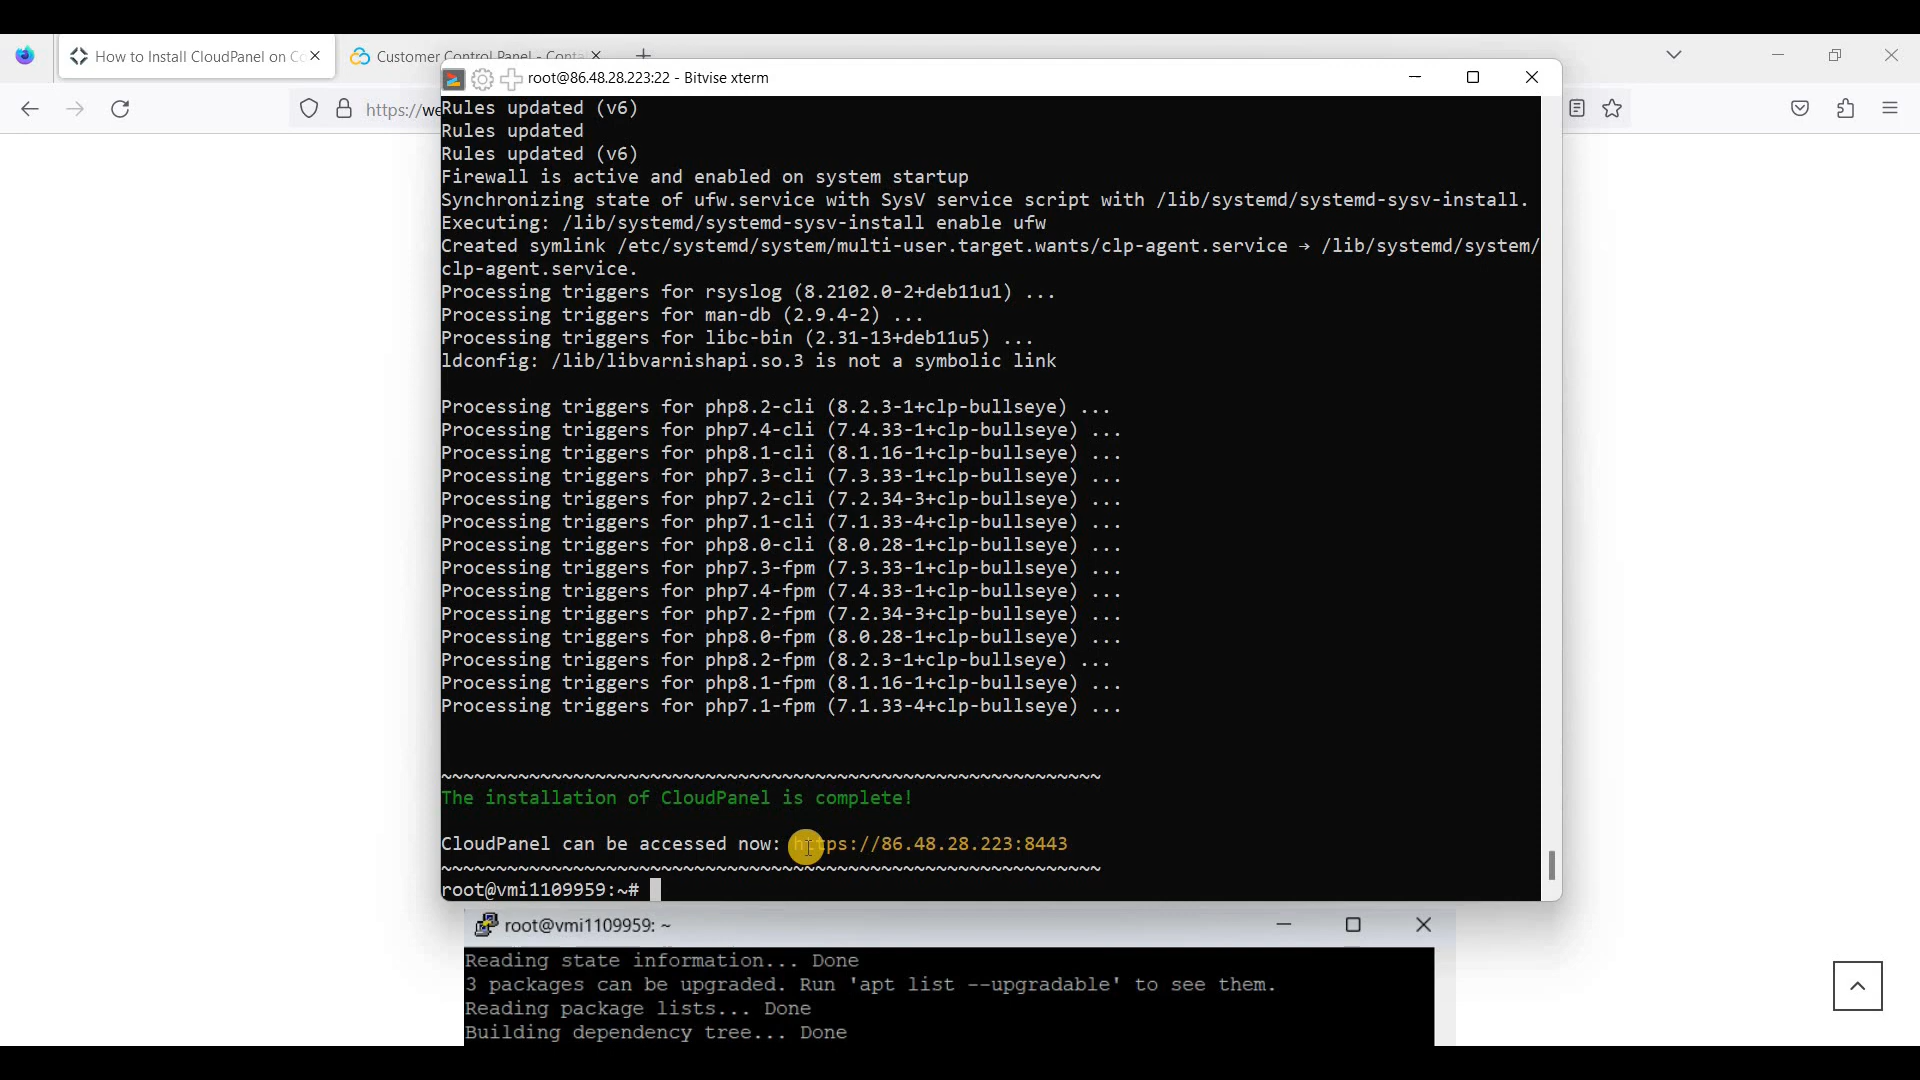 How to Install CloudPanel on Co
Customer Control Panel - Conta
https://we
root@86.48.28.223:22 - Bitvise xterm
Rules updated (v6)
Rules updated
Rules updated (v6)
Firewall is active and enabled on system startup
Synchronizing state of ufw.service with SysV service script with /lib/systemd/systemd-sysv-install.
Executing: /lib/systemd/systemd-sysv-install enable ufw
Created symlink /etc/systemd/system/multi-user.target.wants/clp-agent.service → /lib/systemd/system/
clp-agent.service.
Processing triggers for rsyslog (8.2102.0-2+deb11u1) ...
Processing triggers for man-db (2.9.4-2) ...
Processing triggers for libc-bin (2.31-13+deb11u5) ...
ldconfig: /lib/libvarnishapi.so.3 is not a symbolic link
Processing triggers for php8.2-cli (8.2.3-1+clp-bullseye) ...
Processing triggers for php7.4-cli (7.4.33-1+clp-bullseye) ...
Processing triggers for php8.1-cli (8.1.16-1+clp-bullseye) ...
Processing triggers for php7.3-cli (7.3.33-1+clp-bullseye) ...
Processing triggers for php7.2-cli (7.2.34-3+clp-bullseye) ...
Processing triggers for php7.1-cli (7.1.33-4+clp-bullseye) ...
Processing triggers for php8.0-cli (8.0.28-1+clp-bullseye) ...
Processing triggers for php7.3-fpm (7.3.33-1+clp-bullseye) ...
Processing triggers for php7.4-fpm (7.4.33-1+clp-bullseye) ...
Processing triggers for php7.2-fpm (7.2.34-3+clp-bullseye) ...
Processing triggers for php8.0-fpm (8.0.28-1+clp-bullseye) ...
Processing triggers for php8.2-fpm (8.2.3-1+clp-bullseye) ...
Processing triggers for php8.1-fpm (8.1.16-1+clp-bullseye) ...
Processing triggers for php7.1-fpm (7.1.33-4+clp-bullseye) ...
~~~~~~~~~~~~~~~~~~~~~~~~~~~~~~~~~~~~~~~~~~~~~~~~~~~~~~~~~~~~
The installation of CloudPanel is complete!
CloudPanel can be accessed now: https://86.48.28.223:8443
~~~~~~~~~~~~~~~~~~~~~~~~~~~~~~~~~~~~~~~~~~~~~~~~~~~~~~~~~~~~
root@vmi1109959:~#
root@vmi1109959: ~
Reading state information... Done
3 packages can be upgraded. Run 'apt list --upgradable' to see them.
Reading package lists... Done
Building dependency tree... Done